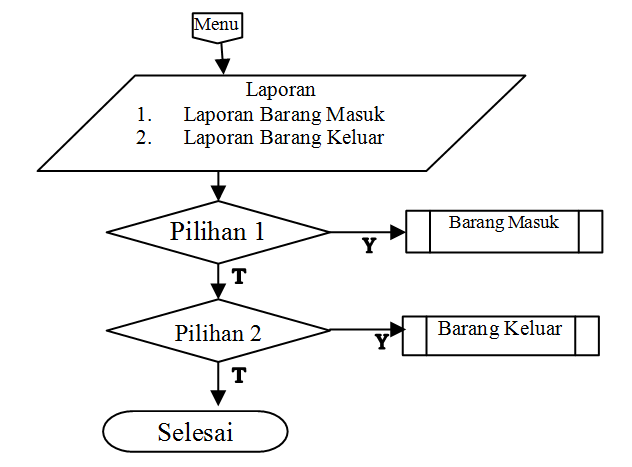 Menu
Laporan
1. Laporan Barang Masuk
2. Laporan Barang Keluar
Pilihan 1
Y
Barang Masuk
T
Pilihan 2
Y
Barang Keluar
T
Selesai